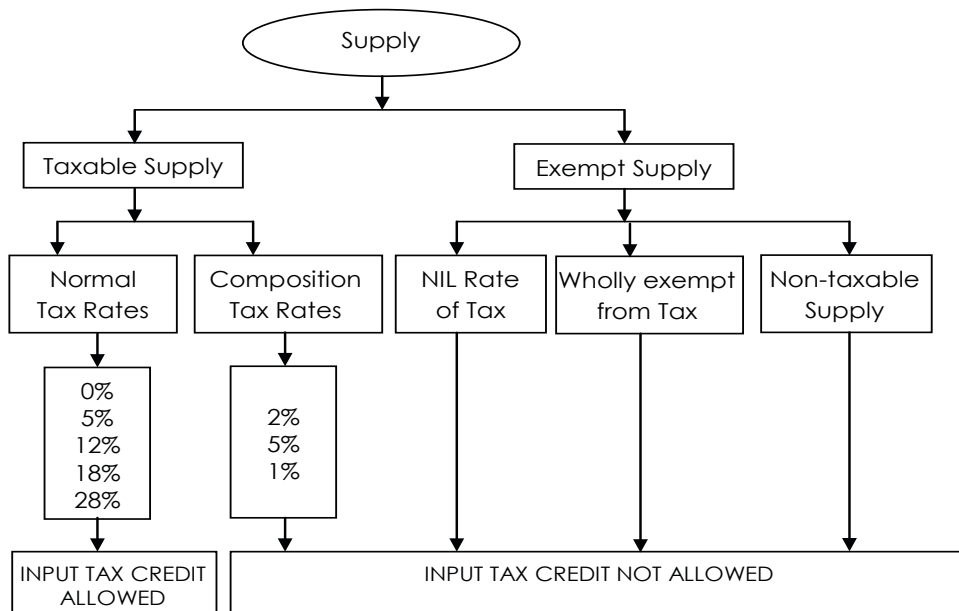 Supply
Taxable Supply
Exempt Supply
Normal
Tax Rates
Composition
Tax Rates
NIL Rate
of Tax
Wholly exempt
from Tax
Non-taxable
Supply
0%
5%
12%
18%
28%
2%
5%
1%
INPUT TAX CREDIT
ALLOWED
INPUT TAX CREDIT NOT ALLOWED